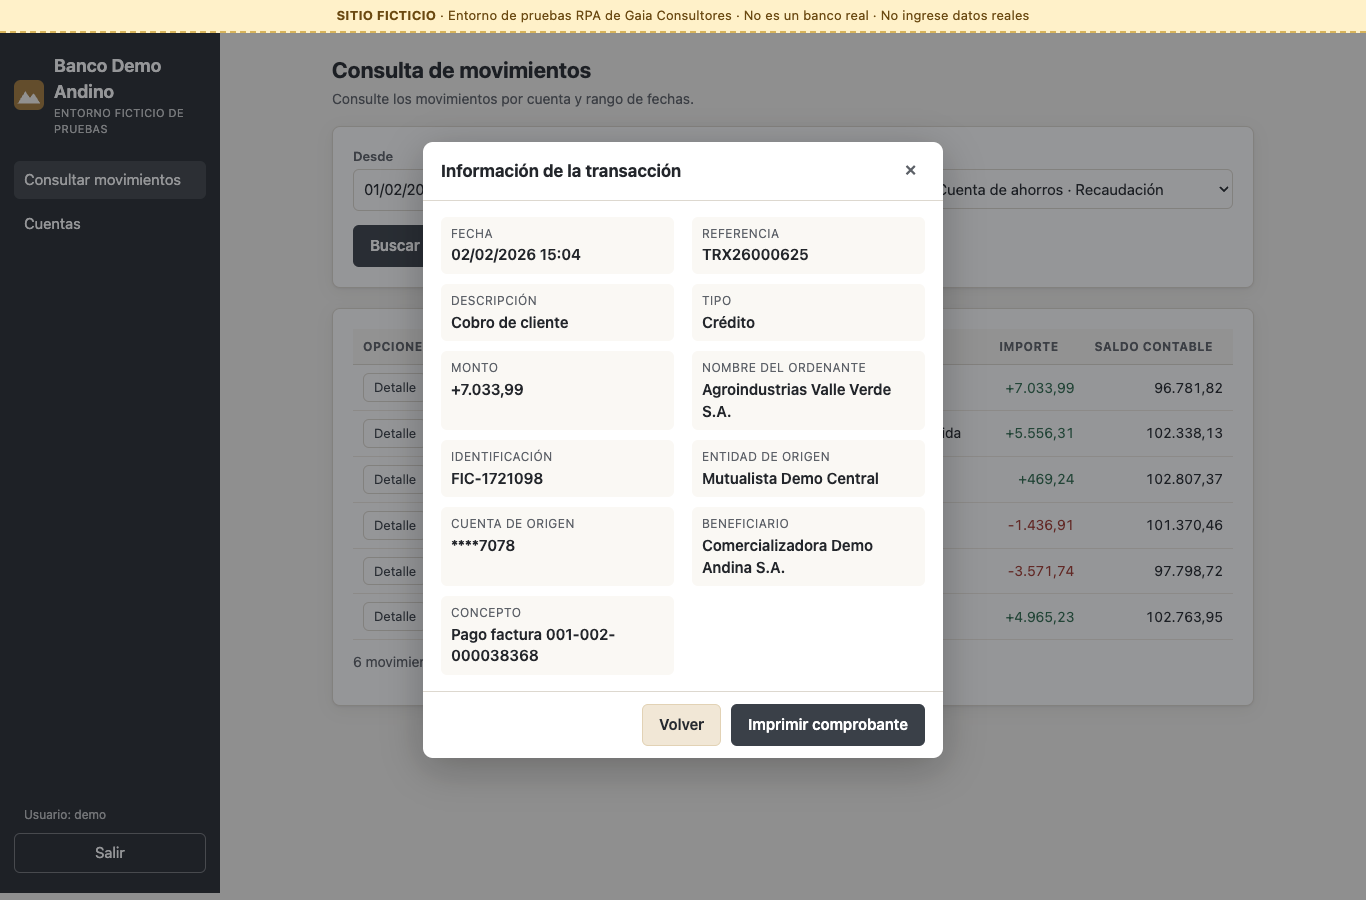 SITIO FICTICIO · Entorno de pruebas RPA de Gaia Consultores · No es un banco real · No ingrese datos reales
Banco Demo
Andino
ENTORNO FICTICIO DE
PRUEBAS
Consultar movimientos
Cuentas
Usuario: demo
Salir
Consulta de movimientos
Consulte los movimientos por cuenta y rango de fechas.
Desde
01/02/20
Cuenta de ahorros · Recaudación
Buscar
OPCIONE
IMPORTE
SALDO CONTABLE
Detalle
+7.033,99
96.781,82
Detalle
ida
+5.556,31
102.338,13
Detalle
+469,24
102.807,37
Detalle
-1.436,91
101.370,46
Detalle
-3.571,74
97.798,72
Detalle
+4.965,23
102.763,95
6 movimie
Información de la transacción
×
FECHA
02/02/2026 15:04
REFERENCIA
TRX26000625
DESCRIPCIÓN
Cobro de cliente
TIPO
Crédito
MONTO
+7.033,99
NOMBRE DEL ORDENANTE
Agroindustrias Valle Verde
S.A.
IDENTIFICACIÓN
FIC-1721098
ENTIDAD DE ORIGEN
Mutualista Demo Central
CUENTA DE ORIGEN
****7078
BENEFICIARIO
Comercializadora Demo
Andina S.A.
CONCEPTO
Pago factura 001-002-
000038368
Volver
Imprimir comprobante